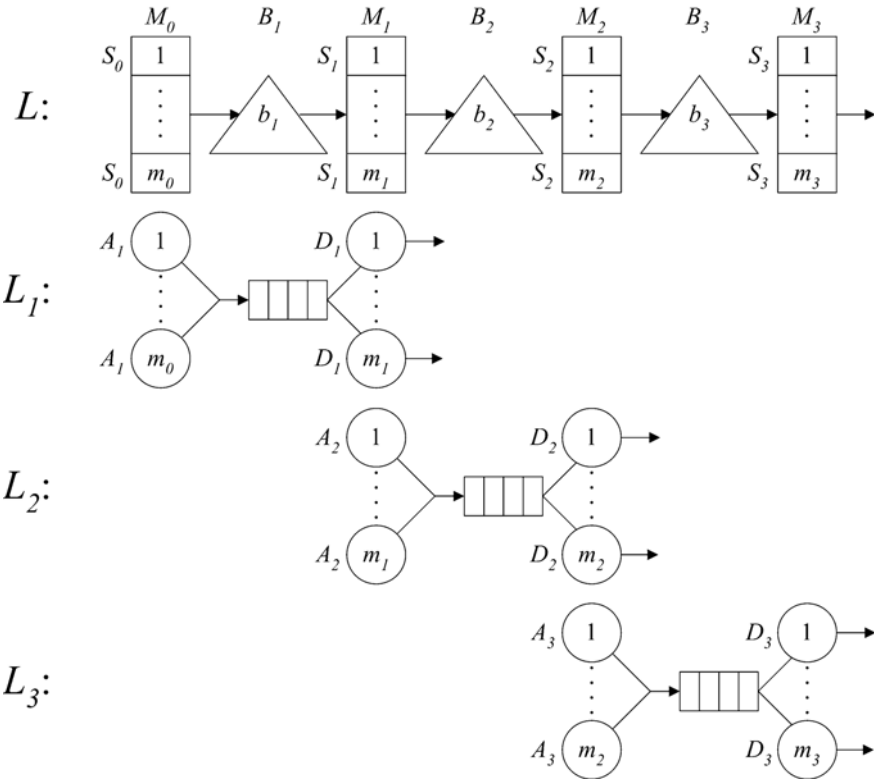 M₀ B₁ M₁ B₂ M₂ B₃ M₃
S₀ 1 S₁ 1 S₂ 1 S₃ 1
L: b₁ b₂ b₃
S₀ m₀ S₁ m₁ S₂ m₂ S₃ m₃
A₁ 1 D₁ 1
L₁:
A₁ m₀ D₁ m₁
A₂ 1 D₂ 1
L₂:
A₂ m₁ D₂ m₂
A₃ 1 D₃ 1
L₃:
A₃ m₂ D₃ m₃